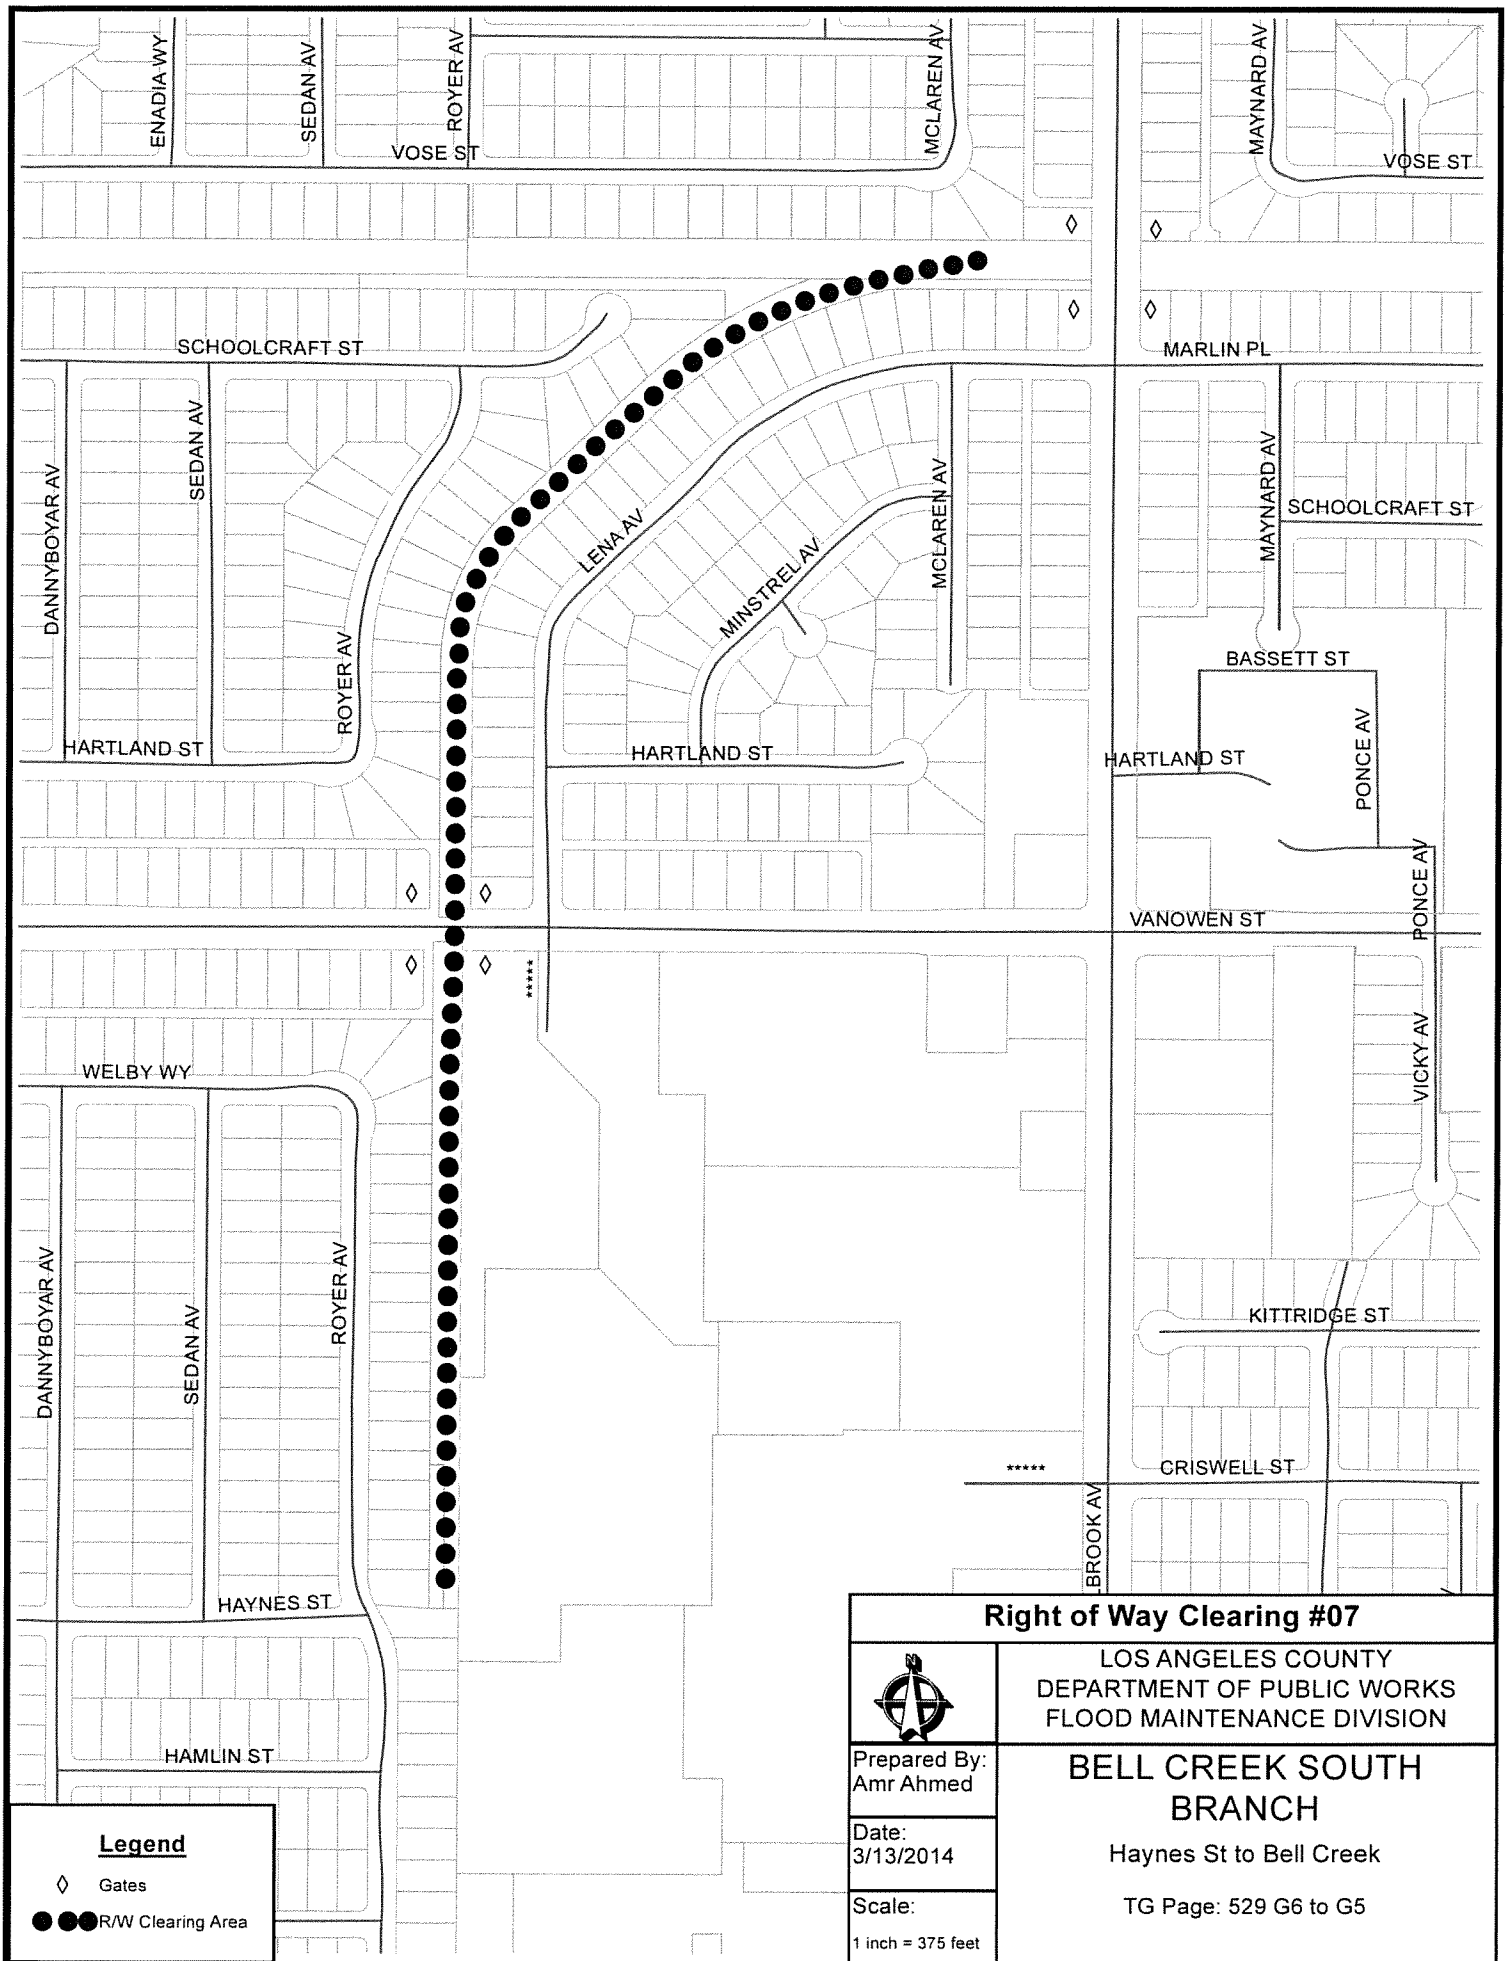 ENADIA WY
SEDAN AV
ROYER AV
MCLAREN AV
MAYNARD AV
VOSE ST
VOSE ST
SCHOOLCRAFT ST
MARLIN PL
DANNYBOYAR AV
SEDAN AV
ROYER AV
LENA AV
MINSTREL AV
MCLAREN AV
MAYNARD AV
SCHOOLCRAFT ST
BASSETT ST
HARTLAND ST
HARTLAND ST
HARTLAND ST
PONCE AV
PONCE AV
VANOWEN ST
*****
WELBY WY
VICKY AV
DANNYBOYAR AV
SEDAN AV
ROYER AV
KITTRIDGE ST
*****
CRISWELL ST
LBROOK AV
HAYNES ST
HAMLIN ST
Right of Way Clearing #07
N
LOS ANGELES COUNTY
DEPARTMENT OF PUBLIC WORKS
FLOOD MAINTENANCE DIVISION
Prepared By:
Amr Ahmed
Date:
3/13/2014
Scale:
1 inch = 375 feet
BELL CREEK SOUTH
BRANCH
Haynes St to Bell Creek
TG Page: 529 G6 to G5
Legend
Gates
R/W Clearing Area